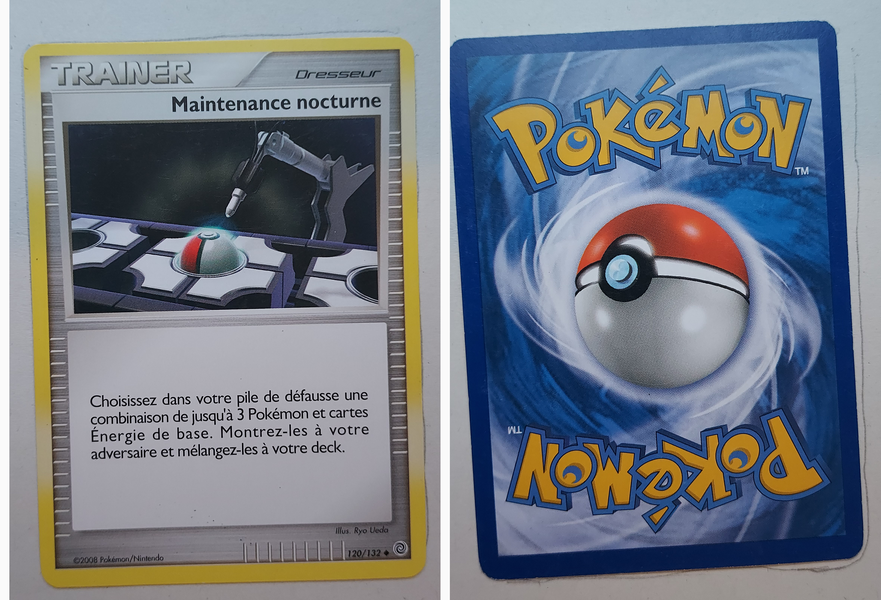 TRAINER
Dresseur
Maintenance nocturne
Choisissez dans votre pile de défausse une
combinaison de jusqu'à 3 Pokémon et cartes
Énergie de base. Montrez-les à votre
adversaire et mélangez-les à votre deck.
Illus. Ryo Ueda
©2008 Pokémon/Nintendo
120/132
POKéMON
TM
POKéMON
TM